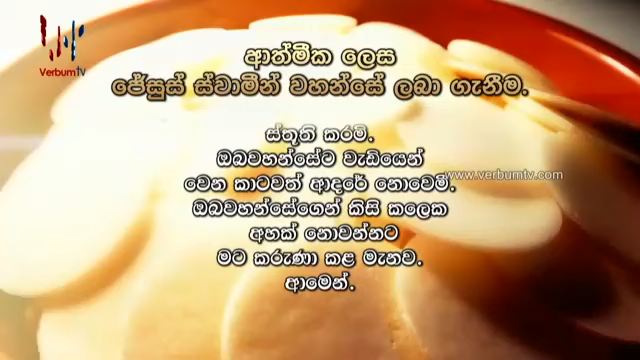 VerbumTV
ආත්මික ලෙස
ජේසුස් ස්වාමීන් වහන්සේ ලබා ගැනීම.
ස්තූති කරමි.
ඔබවහන්සේට වැඩියෙන්
වෙන කාටවත් ආදරේ නොවෙමි.
www.verbumtv.com
ඔබවහන්සේගෙන් කිසි කලෙක
අහක් නොවන්නට
මට කරුණා කළ මැනව.
ආමෙන්.